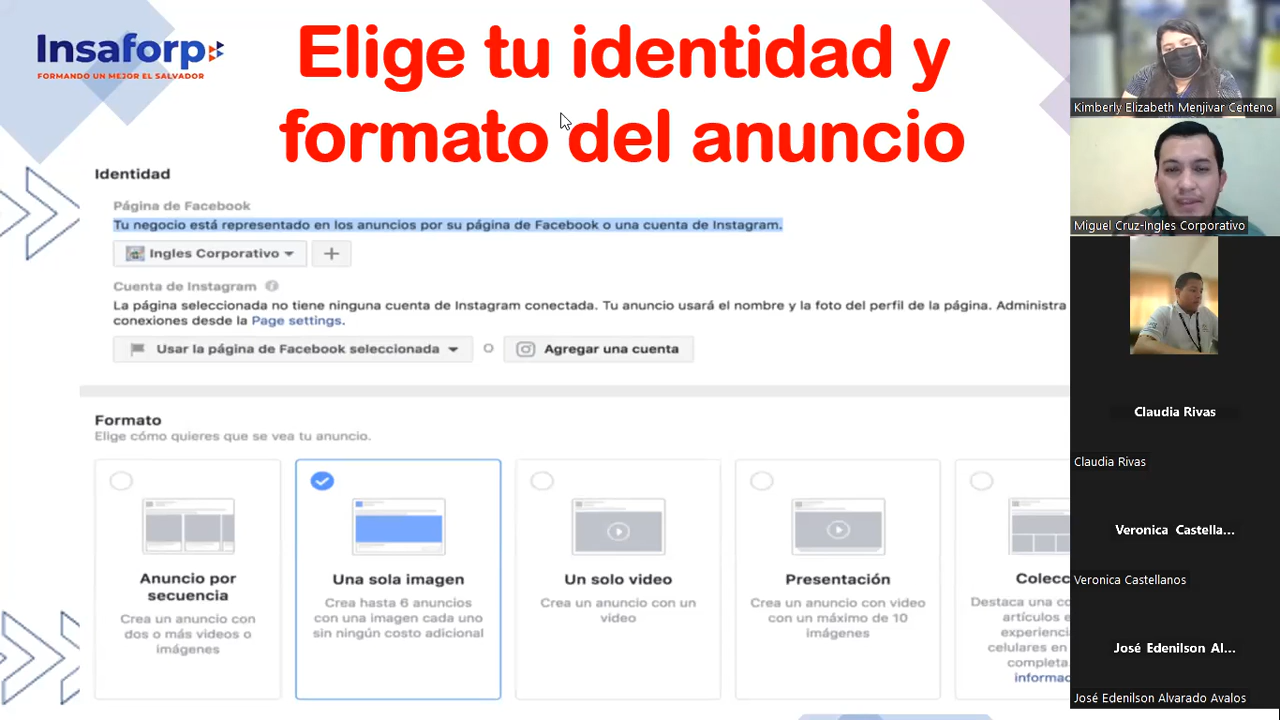 Insaforp
FORMANDO UN MEJOR EL SALVADOR
Elige tu identidad y
formato del anuncio
Identidad
Página de Facebook
Tu negocio está representado en los anuncios por su página de Facebook o una cuenta de Instagram.
Ingles Corporativo
Cuenta de Instagram
La página seleccionada no tiene ninguna cuenta de Instagram conectada. Tu anuncio usará el nombre y la foto del perfil de la página. Administra
conexiones desde la Page settings.
Usar la página de Facebook seleccionada
O
Agregar una cuenta
Formato
Elige cómo quieres que se vea tu anuncio.
Anuncio por
secuencia
Crea un anuncio con
dos o más videos o
imágenes
Una sola imagen
Crea hasta 6 anuncios
con una imagen cada uno
sin ningún costo adicional
Un solo video
Crea un anuncio con un
video
Presentación
Crea un anuncio con video
con un máximo de 10
imágenes
Colecc
Destaca una co
artículos e
experienc
celulares en
completa.
informac
Kimberly Elizabeth Menjivar Centeno
Miguel Cruz-Ingles Corporativo
Claudia Rivas
Claudia Rivas
Veronica Castella...
Veronica Castellanos
José Edenilson Al...
José Edenilson Alvarado Avalos